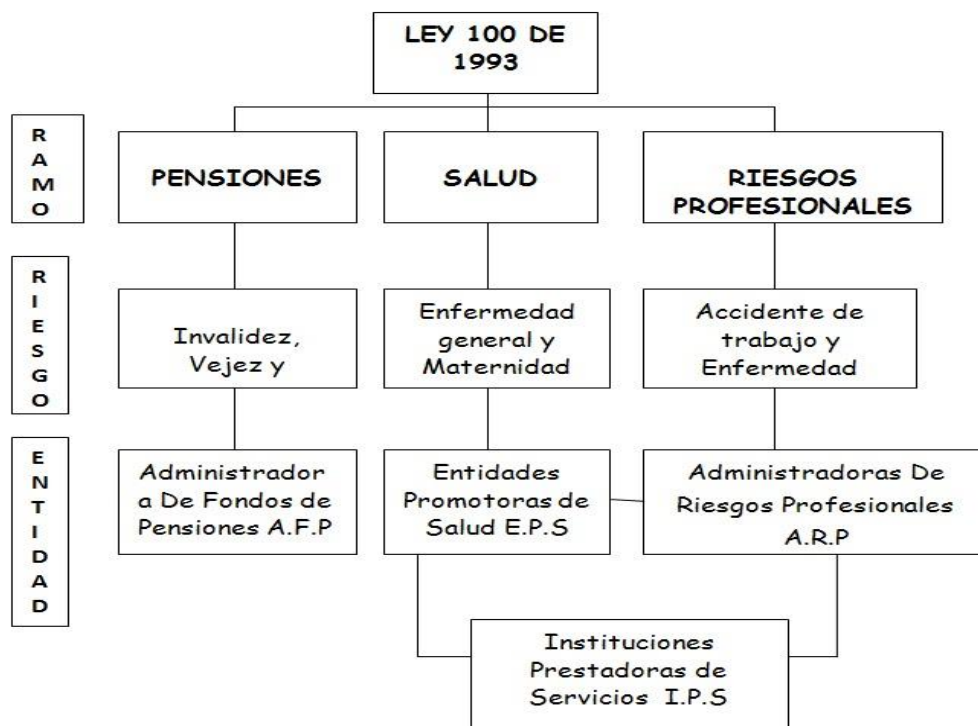 LEY 100 DE
1993
R
A
M
O
PENSIONES
SALUD
RIESGOS
PROFESIONALES
R
I
E
S
G
O
Invalidez,
Vejez y
Enfermedad
general y
Maternidad
Accidente de
trabajo y
Enfermedad
E
N
T
I
D
A
D
Administrador
a De Fondos de
Pensiones A.F.P
Entidades
Promotoras de
Salud E.P.S
Administradoras De
Riesgos Profesionales
A.R.P
Instituciones
Prestadoras de
Servicios I.P.S